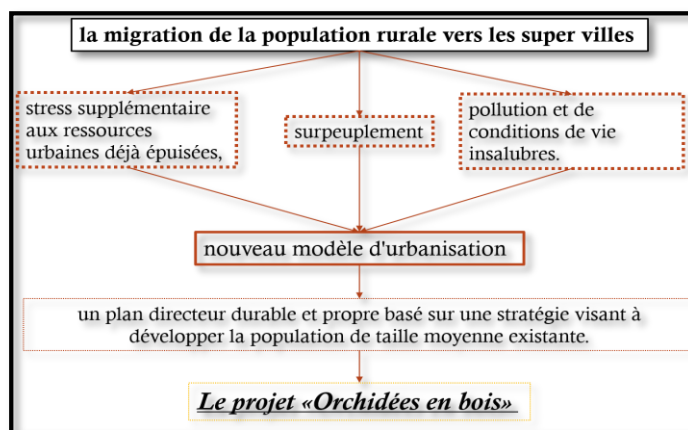 la migration de la population rurale vers les super villes
stress supplémentaire
aux ressources
urbaines déjà épuisées,
surpeuplement
pollution et de
conditions de vie
insalubres.
nouveau modèle d'urbanisation
un plan directeur durable et propre basé sur une stratégie visant à
développer la population de taille moyenne existante.
Le projet «Orchidées en bois»